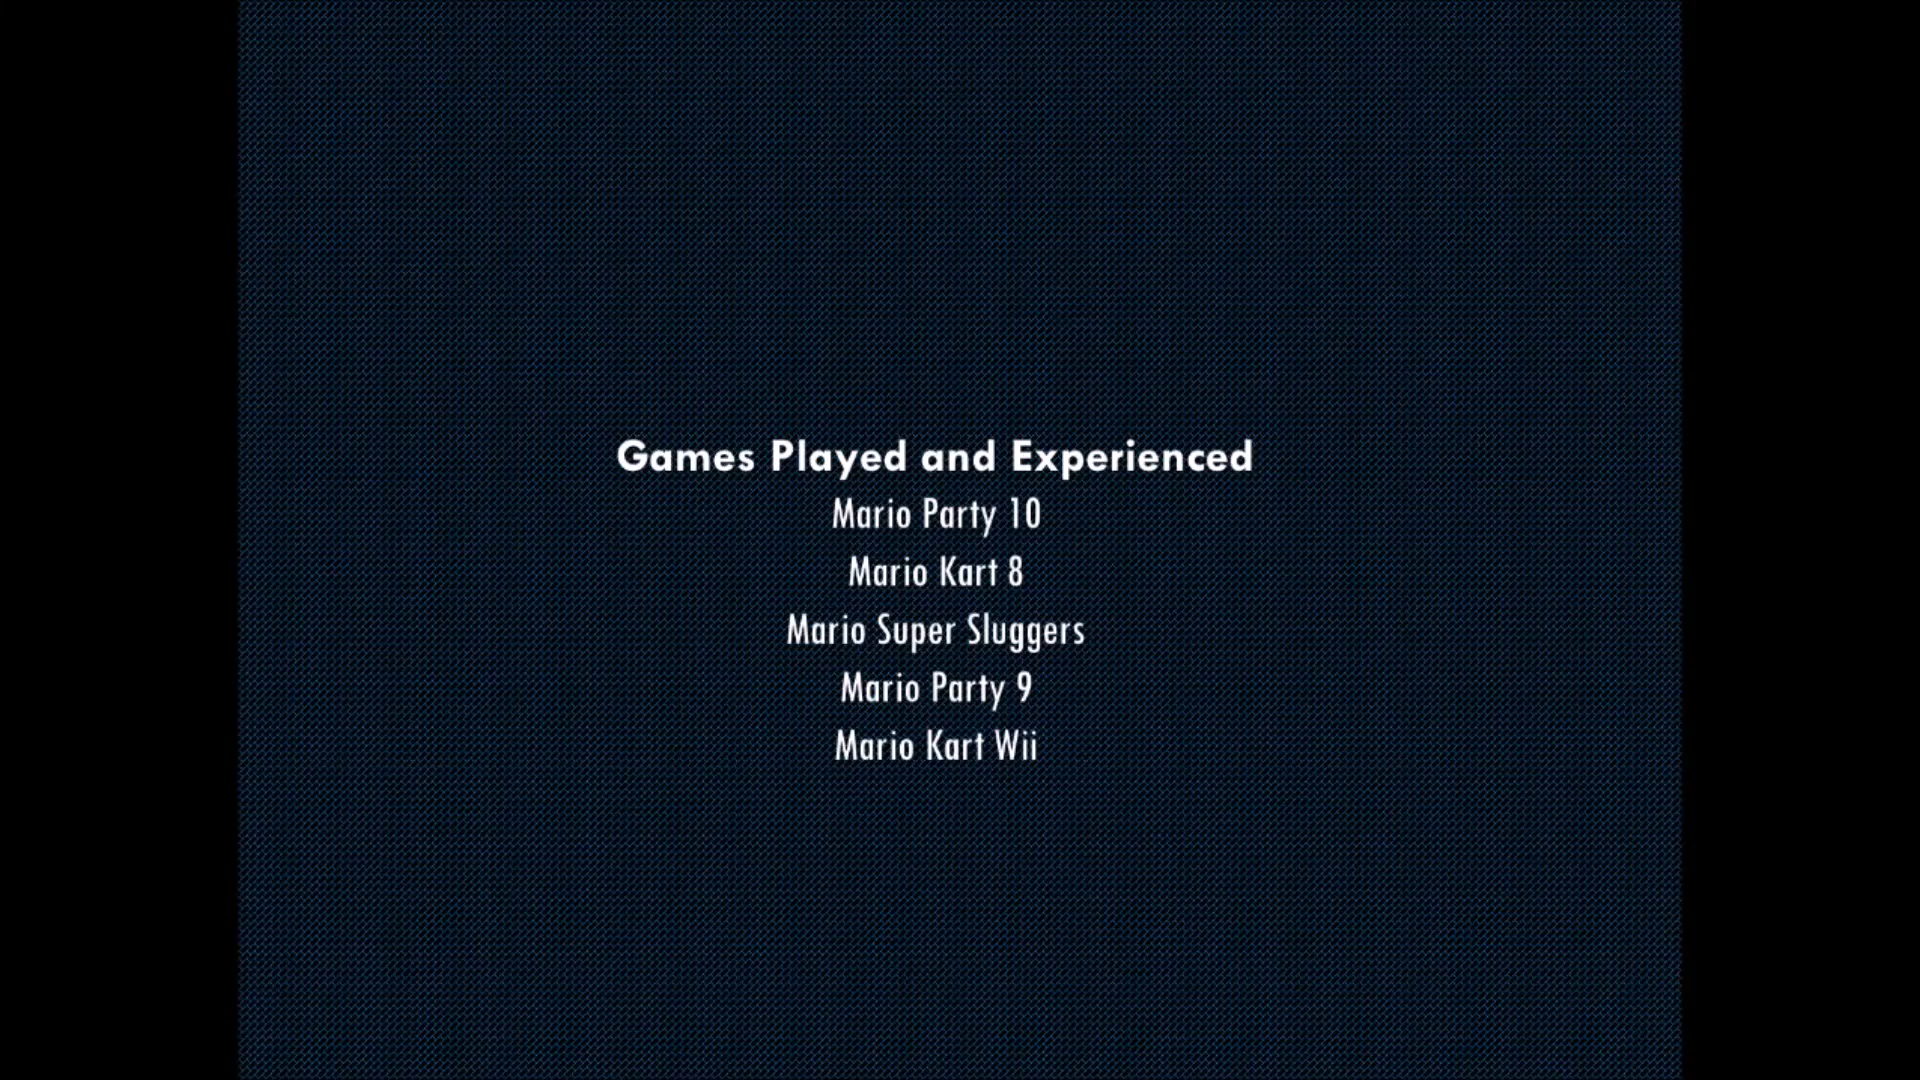 Games Played and Experienced
Mario Party 10
Mario Kart 8
Mario Super Sluggers
Mario Party 9
Mario Kart Wii